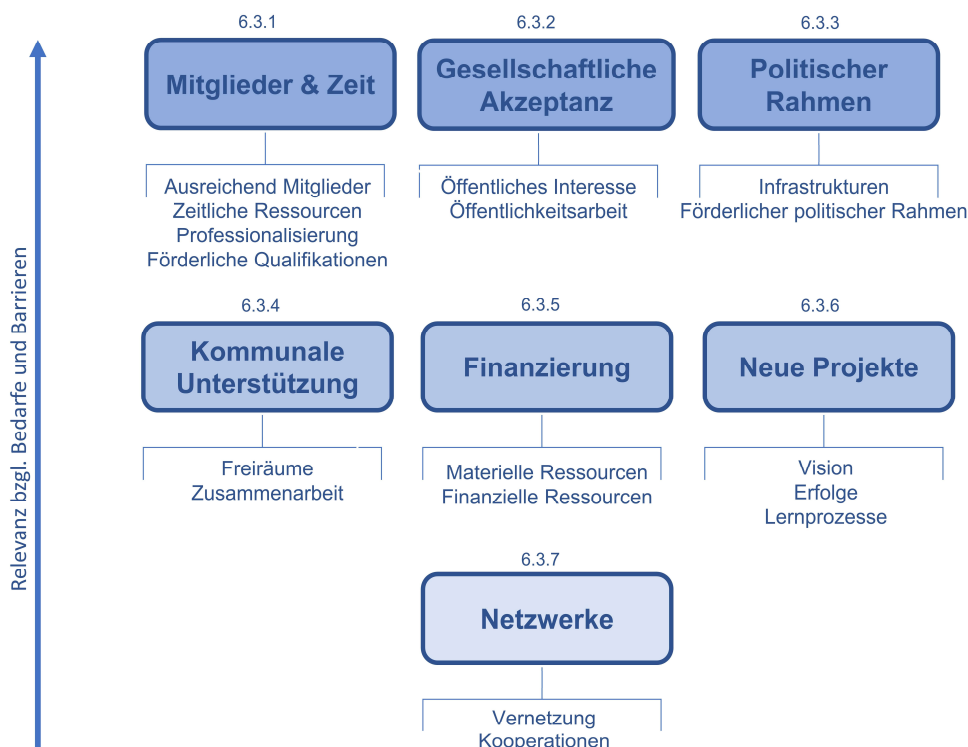 6.3.1
6.3.2
6.3.3
Mitglieder & Zeit
Gesellschaftliche
Akzeptanz
Politischer
Rahmen
Ausreichend Mitglieder
Zeitliche Ressourcen
Professionalisierung
Förderliche Qualifikationen
Öffentliches Interesse
Öffentlichkeitsarbeit
Infrastrukturen
Förderlicher politischer Rahmen
6.3.4
6.3.5
6.3.6
Kommunale
Unterstützung
Finanzierung
Neue Projekte
Freiräume
Zusammenarbeit
Materielle Ressourcen
Finanzielle Ressourcen
Vision
Erfolge
Lernprozesse
6.3.7
Netzwerke
Vernetzung
Kooperationen
Relevanz bzgl. Bedarfe und Barrieren